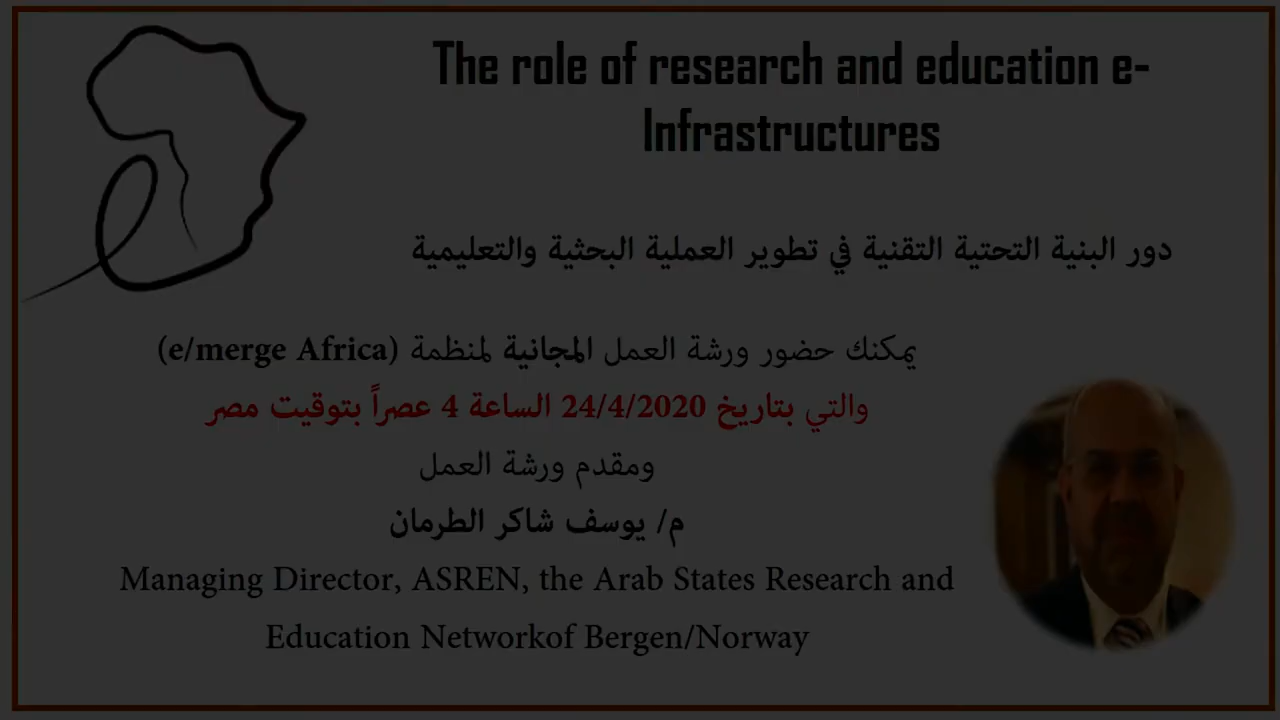 The role of research and education e-
Infrastructures
دور البنية التحتية التقنية في تطوير العملية البحثية والتعليمية
يمكنك حضور ورشة العمل المجانية لمنظمة (e/merge Africa)
والتي بتاريخ 24/4/2020 الساعة 4 عصراً بتوقيت مصر
ومقدم ورشة العمل
م/ يوسف شاكر الطرمان
Managing Director, ASREN, the Arab States Research and
Education Networkof Bergen/Norway